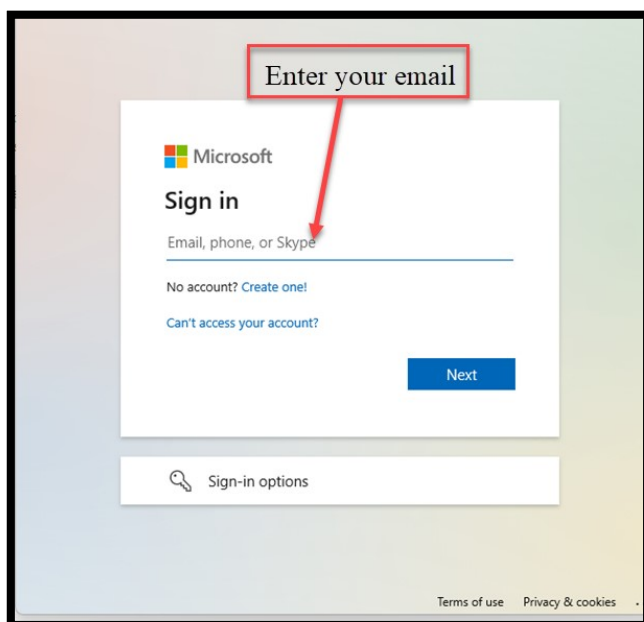 Enter your email
Microsoft
Sign in
Email, phone, or Skype
No account? Create one!
Can't access your account?
Next
Sign-in options
Terms of use Privacy & cookies .